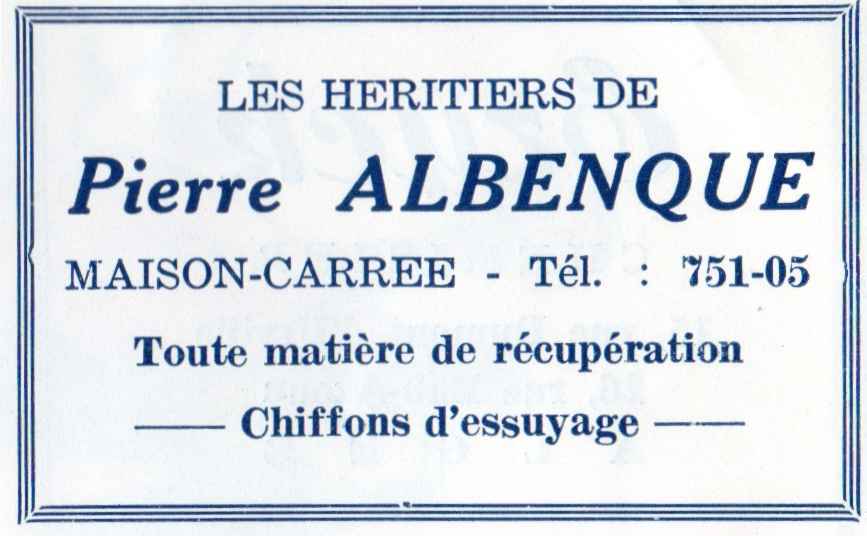 LES HERITIERS DE
Pierre ALBENQUE
MAISON-CARREE - Tél. : 751-05
Toute matière de récupération
— Chiffons d'essuyage —